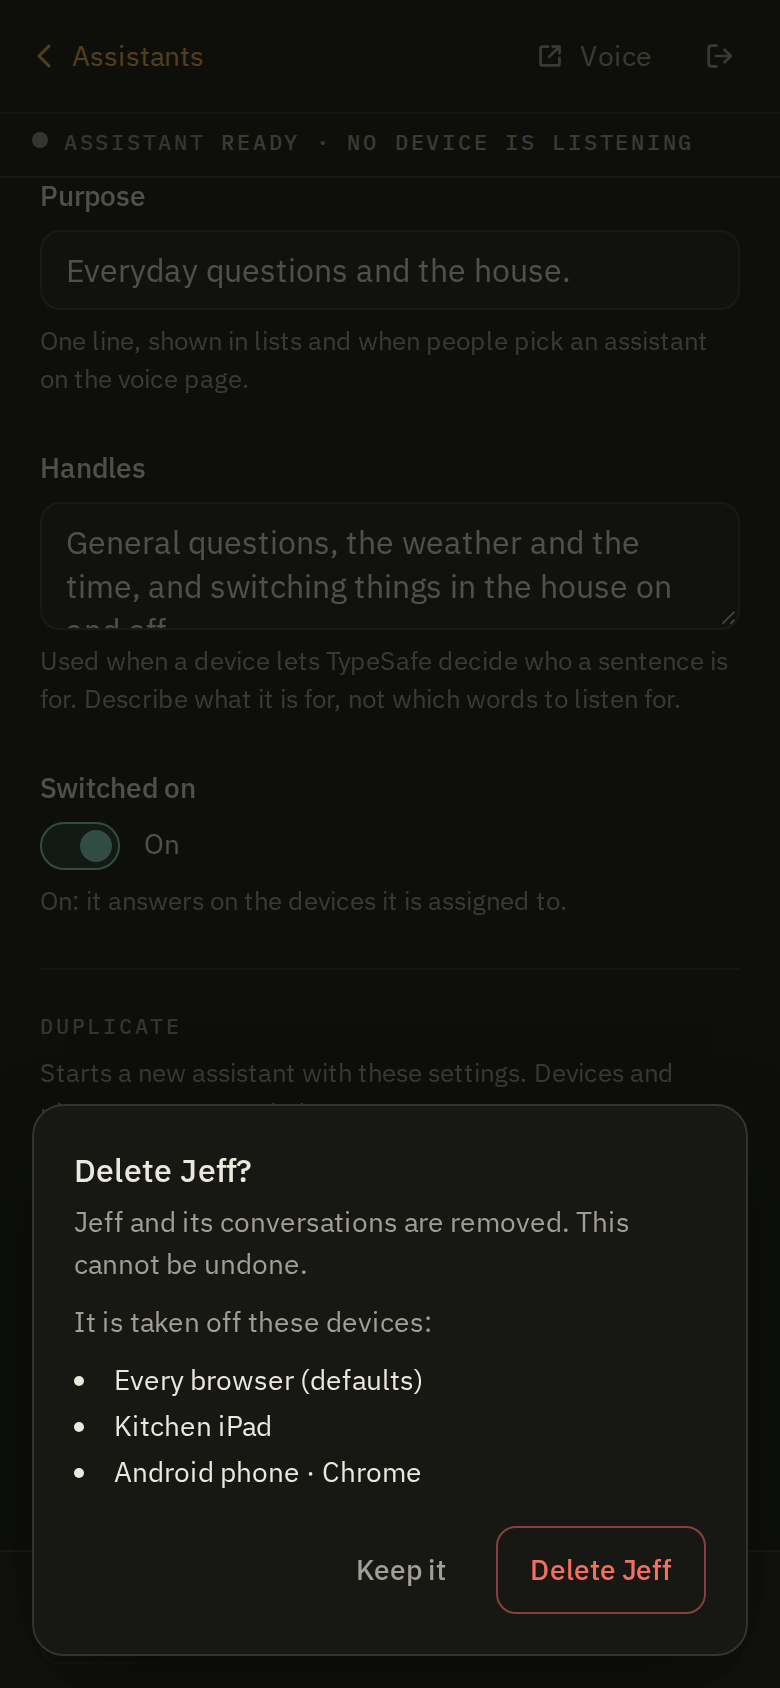 Assistants
Voice
ASSISTANT READY · NO DEVICE IS LISTENING
Purpose
Everyday questions and the house.
One line, shown in lists and when people pick an assistant
on the voice page.
Handles
General questions, the weather and the
time, and switching things in the house on
and off
Used when a device lets TypeSafe decide who a sentence is
for. Describe what it is for, not which words to listen for.
Switched on
On
On: it answers on the devices it is assigned to.
DUPLICATE
Starts a new assistant with these settings. Devices and
Delete Jeff?
Jeff and its conversations are removed. This
cannot be undone.
It is taken off these devices:
• Every browser (defaults)
• Kitchen iPad
• Android phone · Chrome
Keep it
Delete Jeff